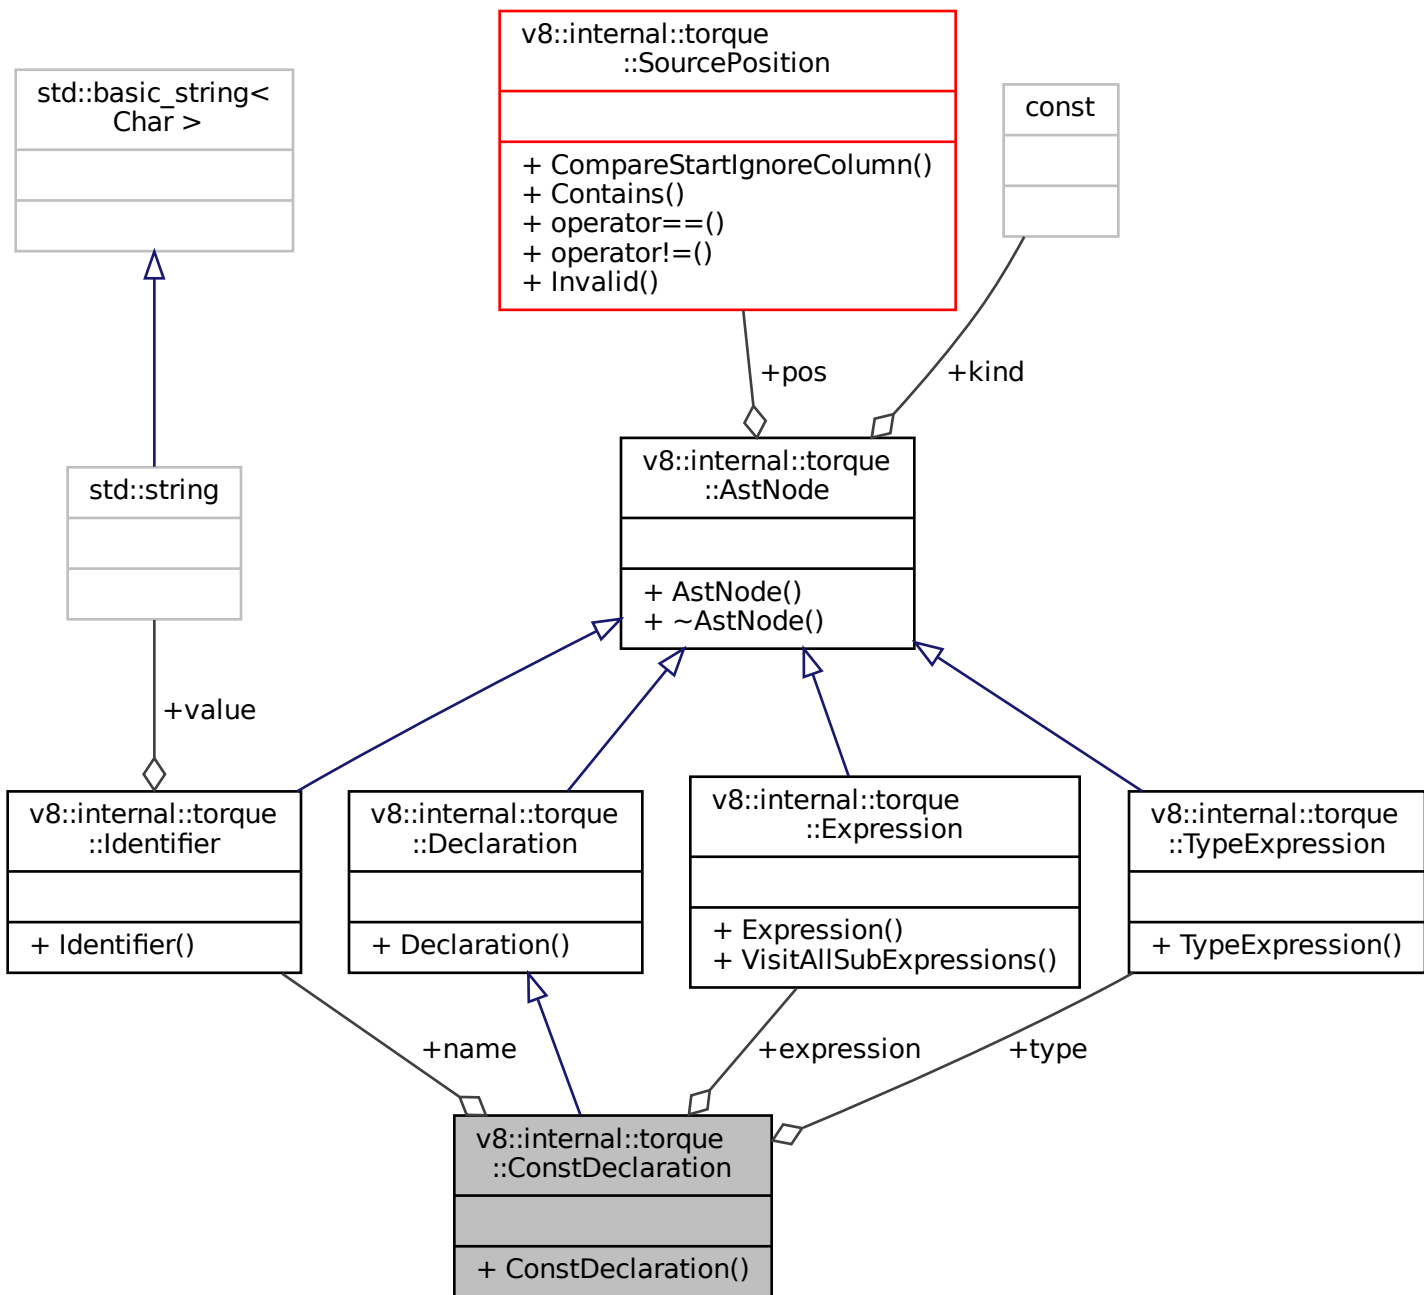 v8::internal::torque
::SourcePosition
+ CompareStartIgnoreColumn()
+ Contains()
+ operator==()
+ operator!=()
+ Invalid()
std::basic_string<
Char >
const
+pos
+kind
v8::internal::torque
::AstNode
+ AstNode()
+ ~AstNode()
std::string
+value
v8::internal::torque
::Identifier
+ Identifier()
v8::internal::torque
::Declaration
+ Declaration()
v8::internal::torque
::Expression
+ Expression()
+ VisitAllSubExpressions()
v8::internal::torque
::TypeExpression
+ TypeExpression()
+name
+expression
+type
v8::internal::torque
::ConstDeclaration
+ ConstDeclaration()